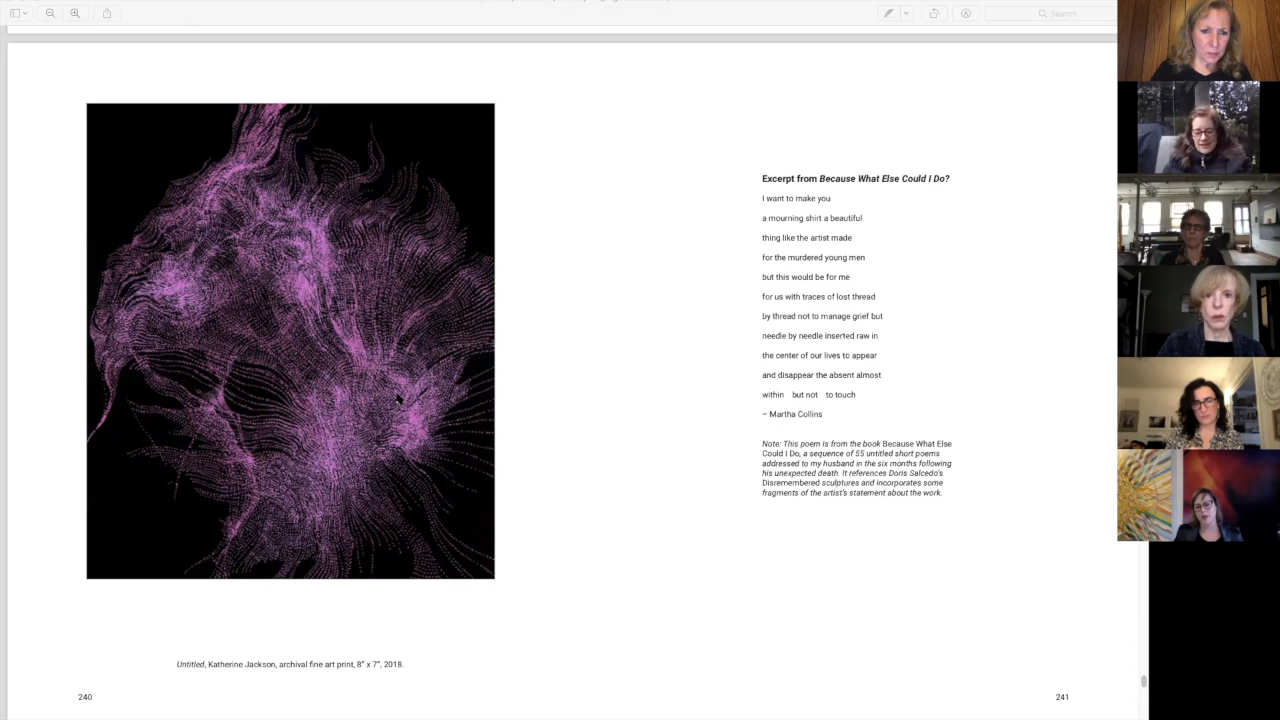 Search
Excerpt from Because What Else Could I Do?
I want to make you
a mourning shirt a beautiful
thing like the artist made
for the murdered young men
but this would be for me
for us with traces of lost thread
by thread not to manage grief but
needle by needle inserted raw in
the center of our lives to appear
and disappear the absent almost
within but not to touch
– Martha Collins
Note: This poem is from the book Because What Else
Could I Do, a sequence of 55 untitled short poems
addressed to my husband in the six months following
his unexpected death. It references Doris Salcedo's
Disremembered sculptures and incorporates some
fragments of the artist's statement about the work.
Untitled, Katherine Jackson, archival fine art print, 8" x 7", 2018.
240
241